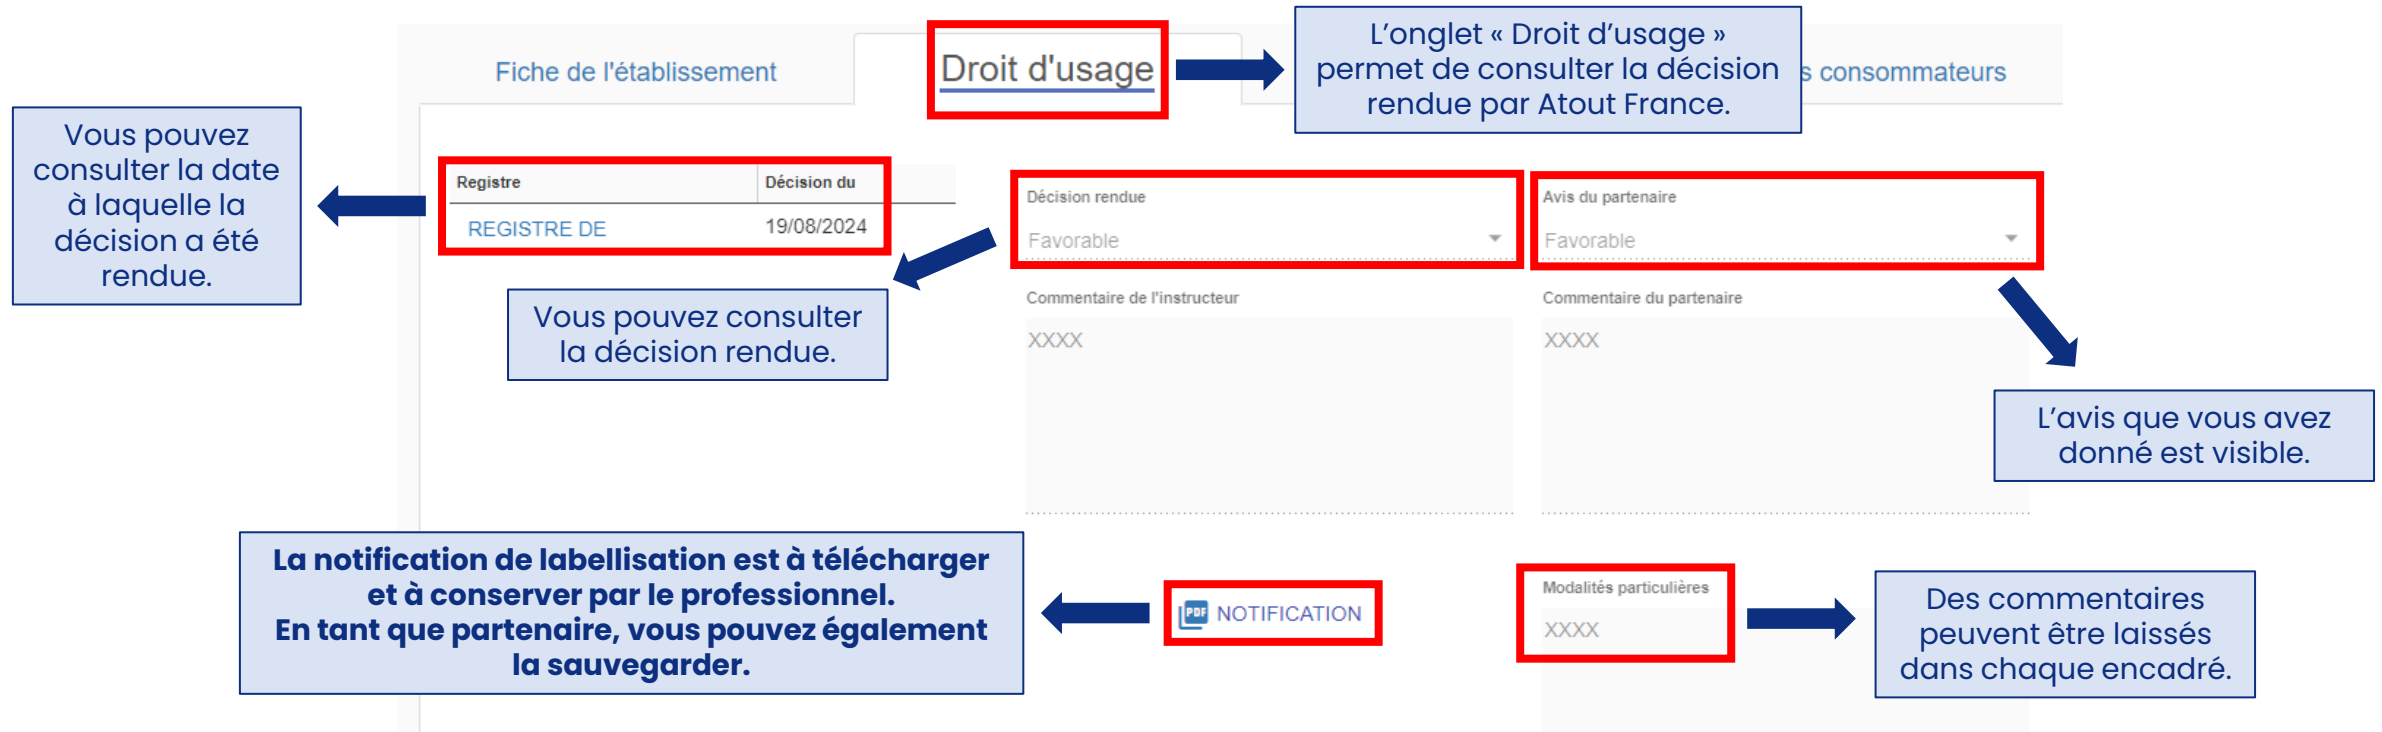 Fiche de l'établissement
Droit d'usage
L'onglet « Droit d'usage »
permet de consulter la décision
rendue par Atout France.
s consommateurs
Vous pouvez
consulter la date
à laquelle la
décision a été
rendue.
Registre
Décision du
REGISTRE DE
19/08/2024
Décision rendue
Favorable
Avis du partenaire
Favorable
Vous pouvez consulter
la décision rendue.
Commentaire de l'instructeur
XXXX
Commentaire du partenaire
XXXX
L'avis que vous avez
donné est visible.
La notification de labellisation est à télécharger
et à conserver par le professionnel.
En tant que partenaire, vous pouvez également
la sauvegarder.
PDF NOTIFICATION
Modalités particulières
XXXX
Des commentaires
peuvent être laissés
dans chaque encadré.